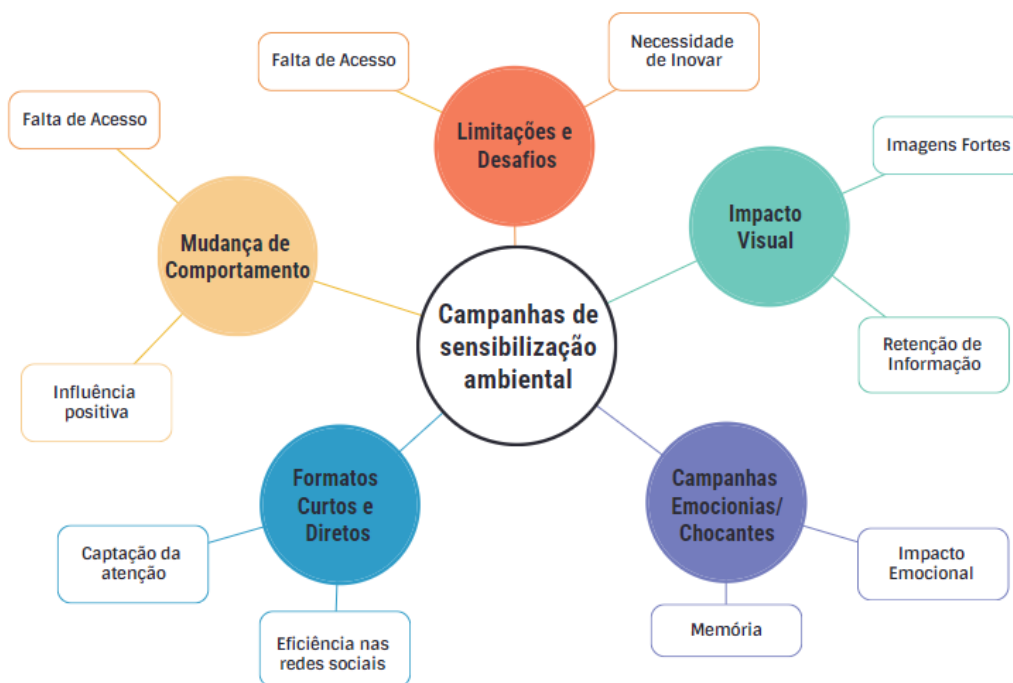 Falta de Acesso
Necessidade
de Inovar
Limitações e
Desafios
Falta de Acesso
Mudança de
Comportamento
Influência
positiva
Imagens Fortes
Impacto
Visual
Retenção de
Informação
Campanhas de
sensibilização
ambiental
Formatos
Curtos e
Diretos
Captação da
atenção
Eficiência nas
redes sociais
Campanhas
Emocionias/
Chocantes
Impacto
Emocional
Memória